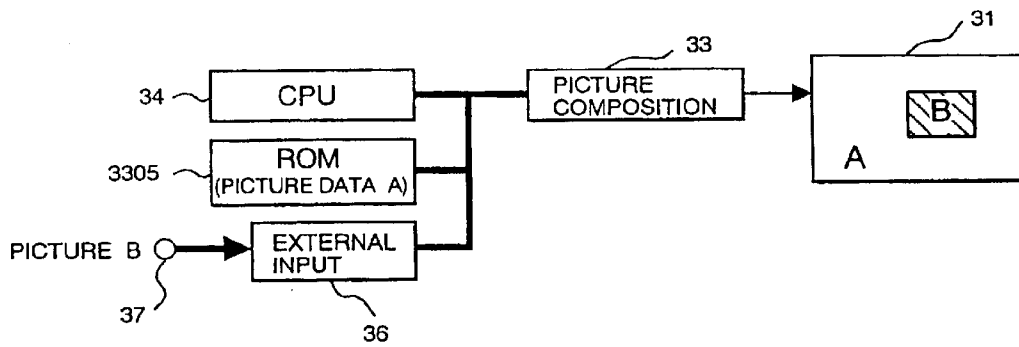 31
33
34
CPU
PICTURE
COMPOSITION
B
A
3305
ROM
(PICTURE DATA A)
PICTURE B
EXTERNAL
INPUT
37
36